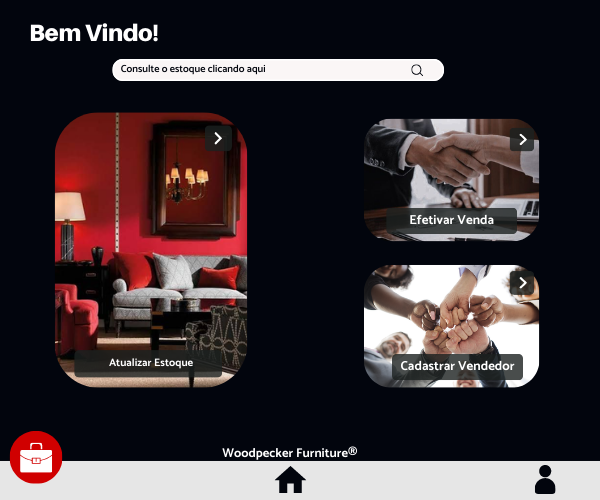 Bem Vindo!
Consulte o estoque clicando aqui
Efetivar Venda
Atualizar Estoque
Cadastrar Vendedor
Woodpecker Furniture®